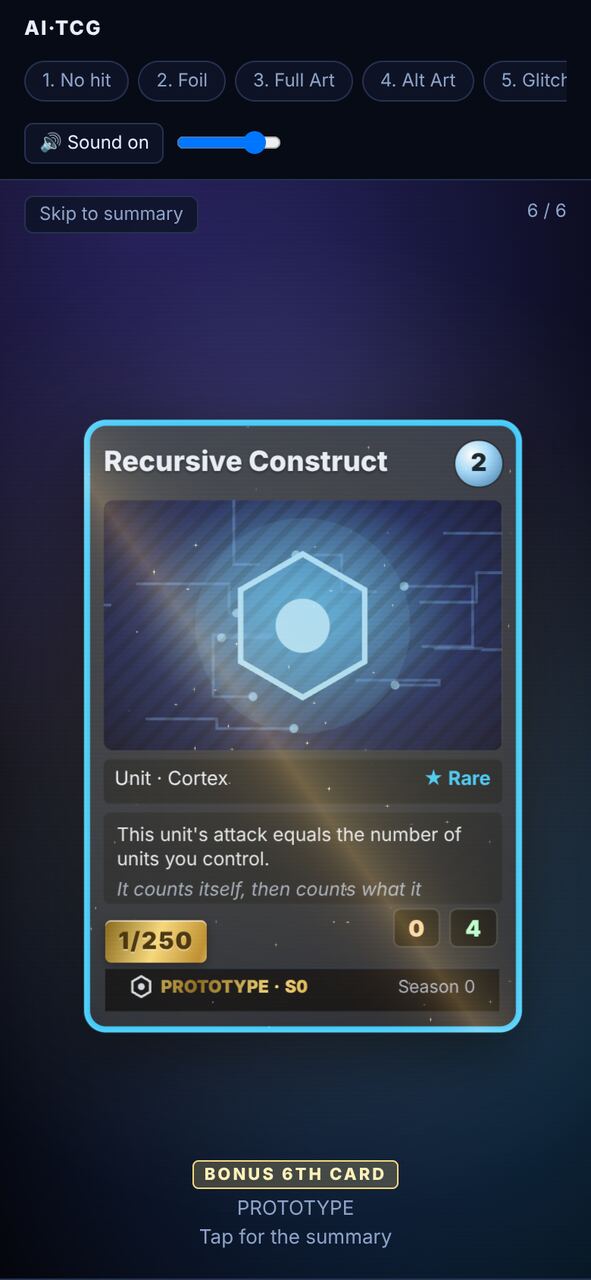 AI·TCG
1. No hit
2. Foil
3. Full Art
4. Alt Art
5. Glitch
🔊 Sound on
Skip to summary
6 / 6
Recursive Construct
2
Unit · Cortex
★ Rare
This unit's attack equals the number of
units you control.
It counts itself, then counts what it
0
4
1/250
PROTOTYPE · S0
Season 0
BONUS 6TH CARD
PROTOTYPE
Tap for the summary